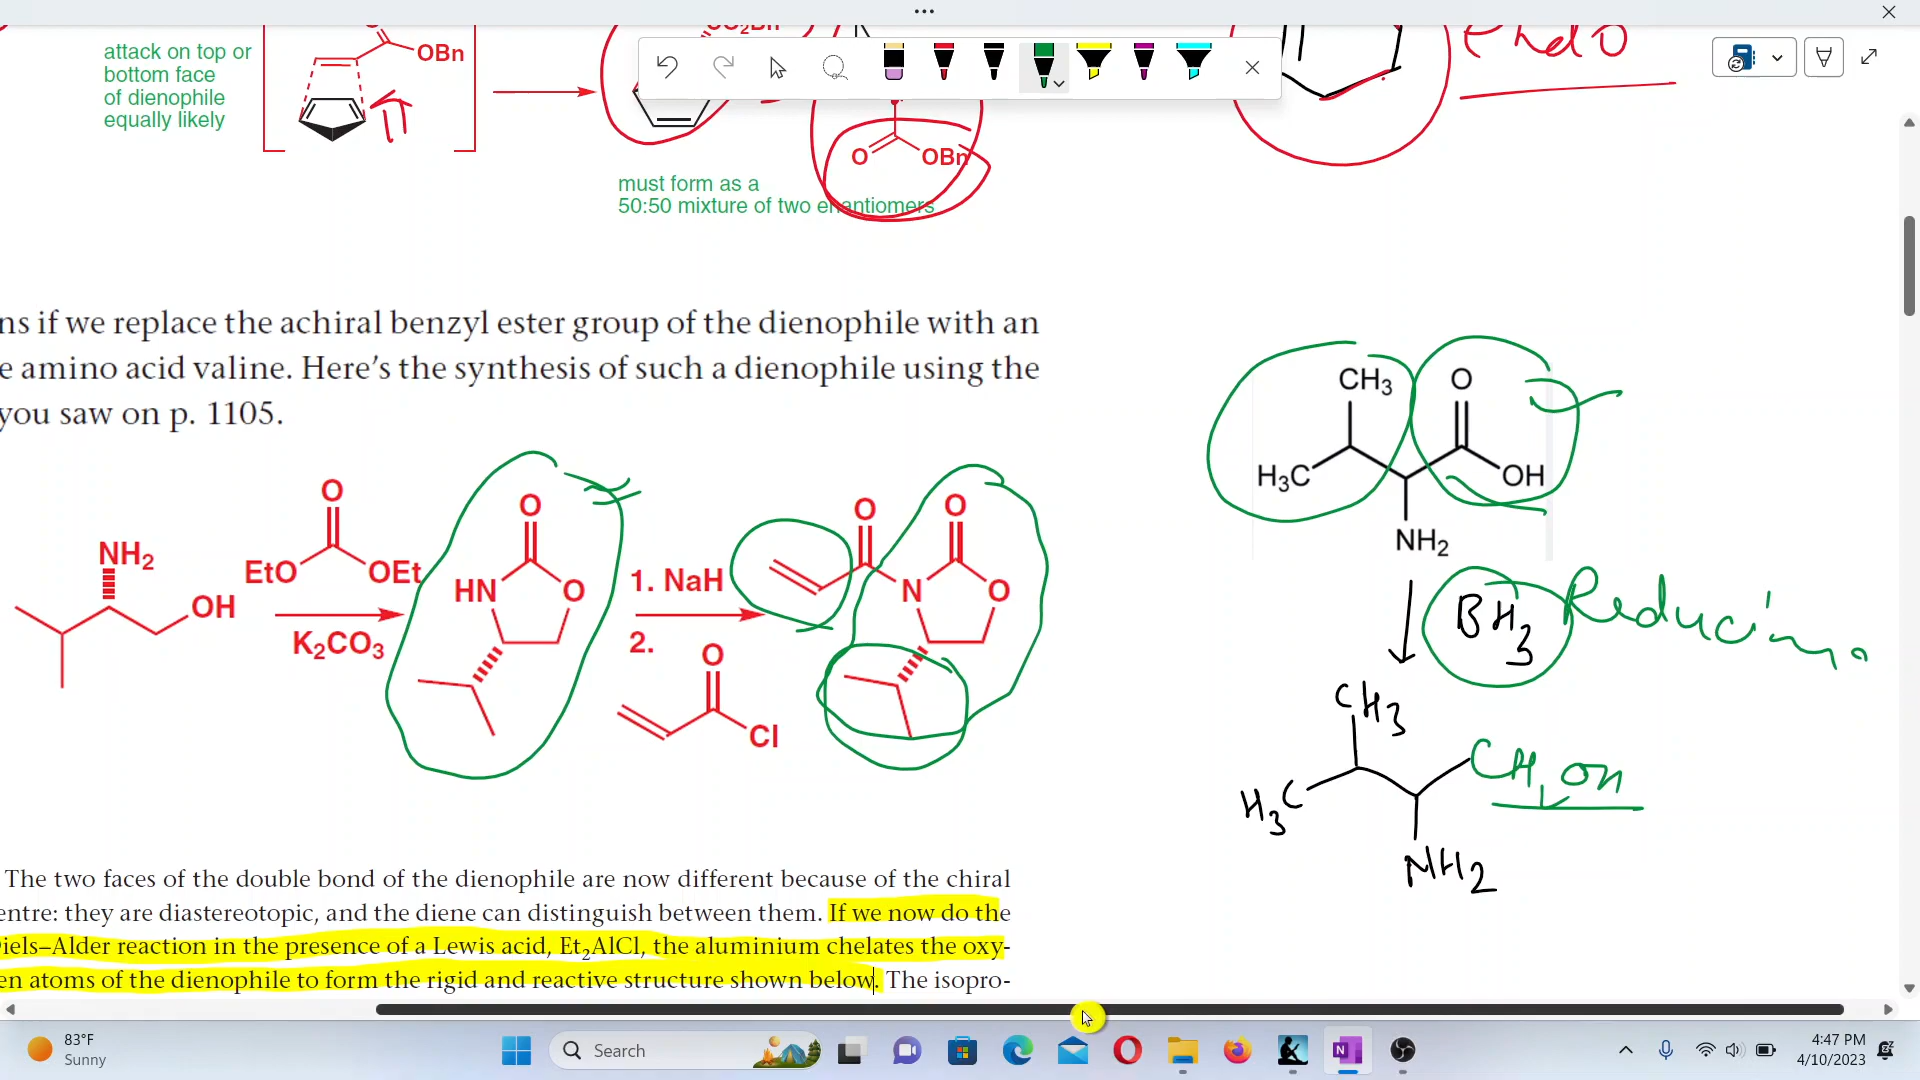 attack on top or
bottom face
of dienophile
equally likely
OBn
O
OBn
must form as a
50:50 mixture of two enantiomers
Endo
ns if we replace the achiral benzyl ester group of the dienophile with an
e amino acid valine. Here's the synthesis of such a dienophile using the
you saw on p. 1105.
NH2
OH
O
EtO
OEt
K2CO3
O
HN
O
1. NaH
2.
O
Cl
O
O
N
O
CH3
O
H3C
OH
NH2
BH3
Reducing
CH3
H3C
CH2OH
NH2
The two faces of the double bond of the dienophile are now different because of the chiral
entre: they are diastereotopic, and the diene can distinguish between them. If we now do the
iels–Alder reaction in the presence of a Lewis acid, Et2AlCl, the aluminium chelates the oxy-
en atoms of the dienophile to form the rigid and reactive structure shown below. The isopro-
83°F
Sunny
Search
4:47 PM
4/10/2023